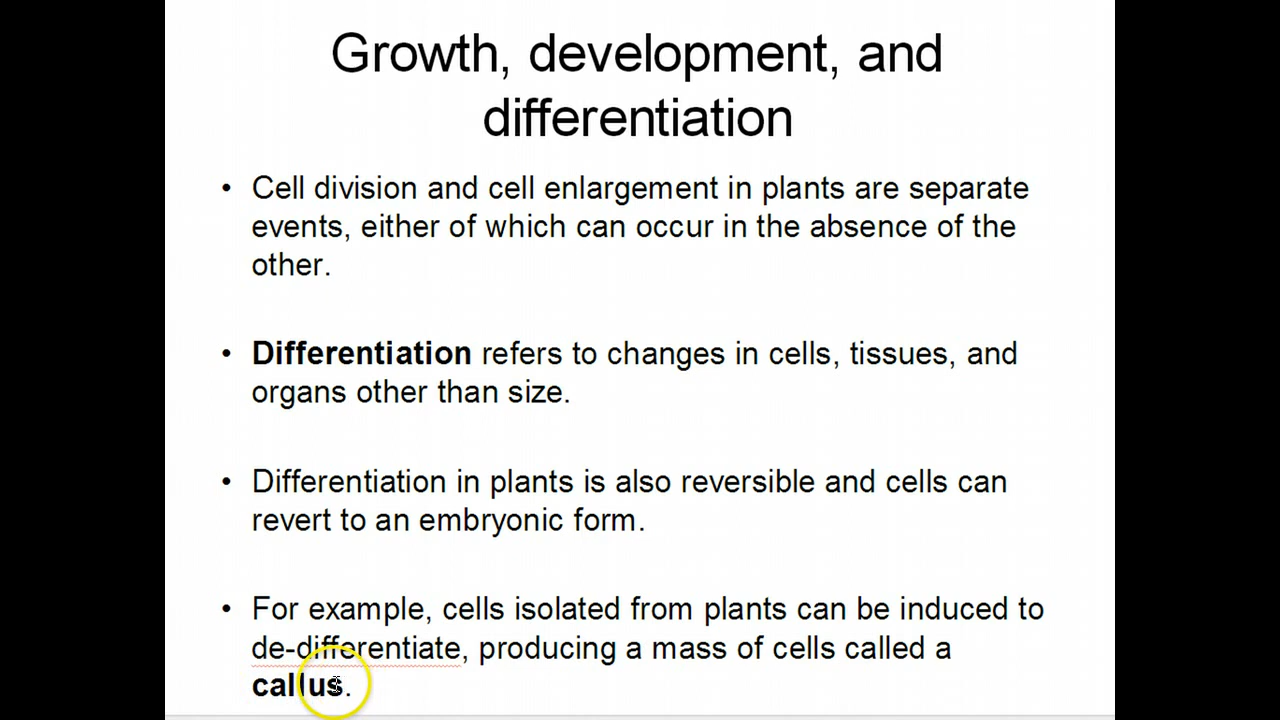 Growth, development, and
differentiation
• Cell division and cell enlargement in plants are separate
events, either of which can occur in the absence of the
other.
• Differentiation refers to changes in cells, tissues, and
organs other than size.
• Differentiation in plants is also reversible and cells can
revert to an embryonic form.
• For example, cells isolated from plants can be induced to
de-differentiate, producing a mass of cells called a
callus.